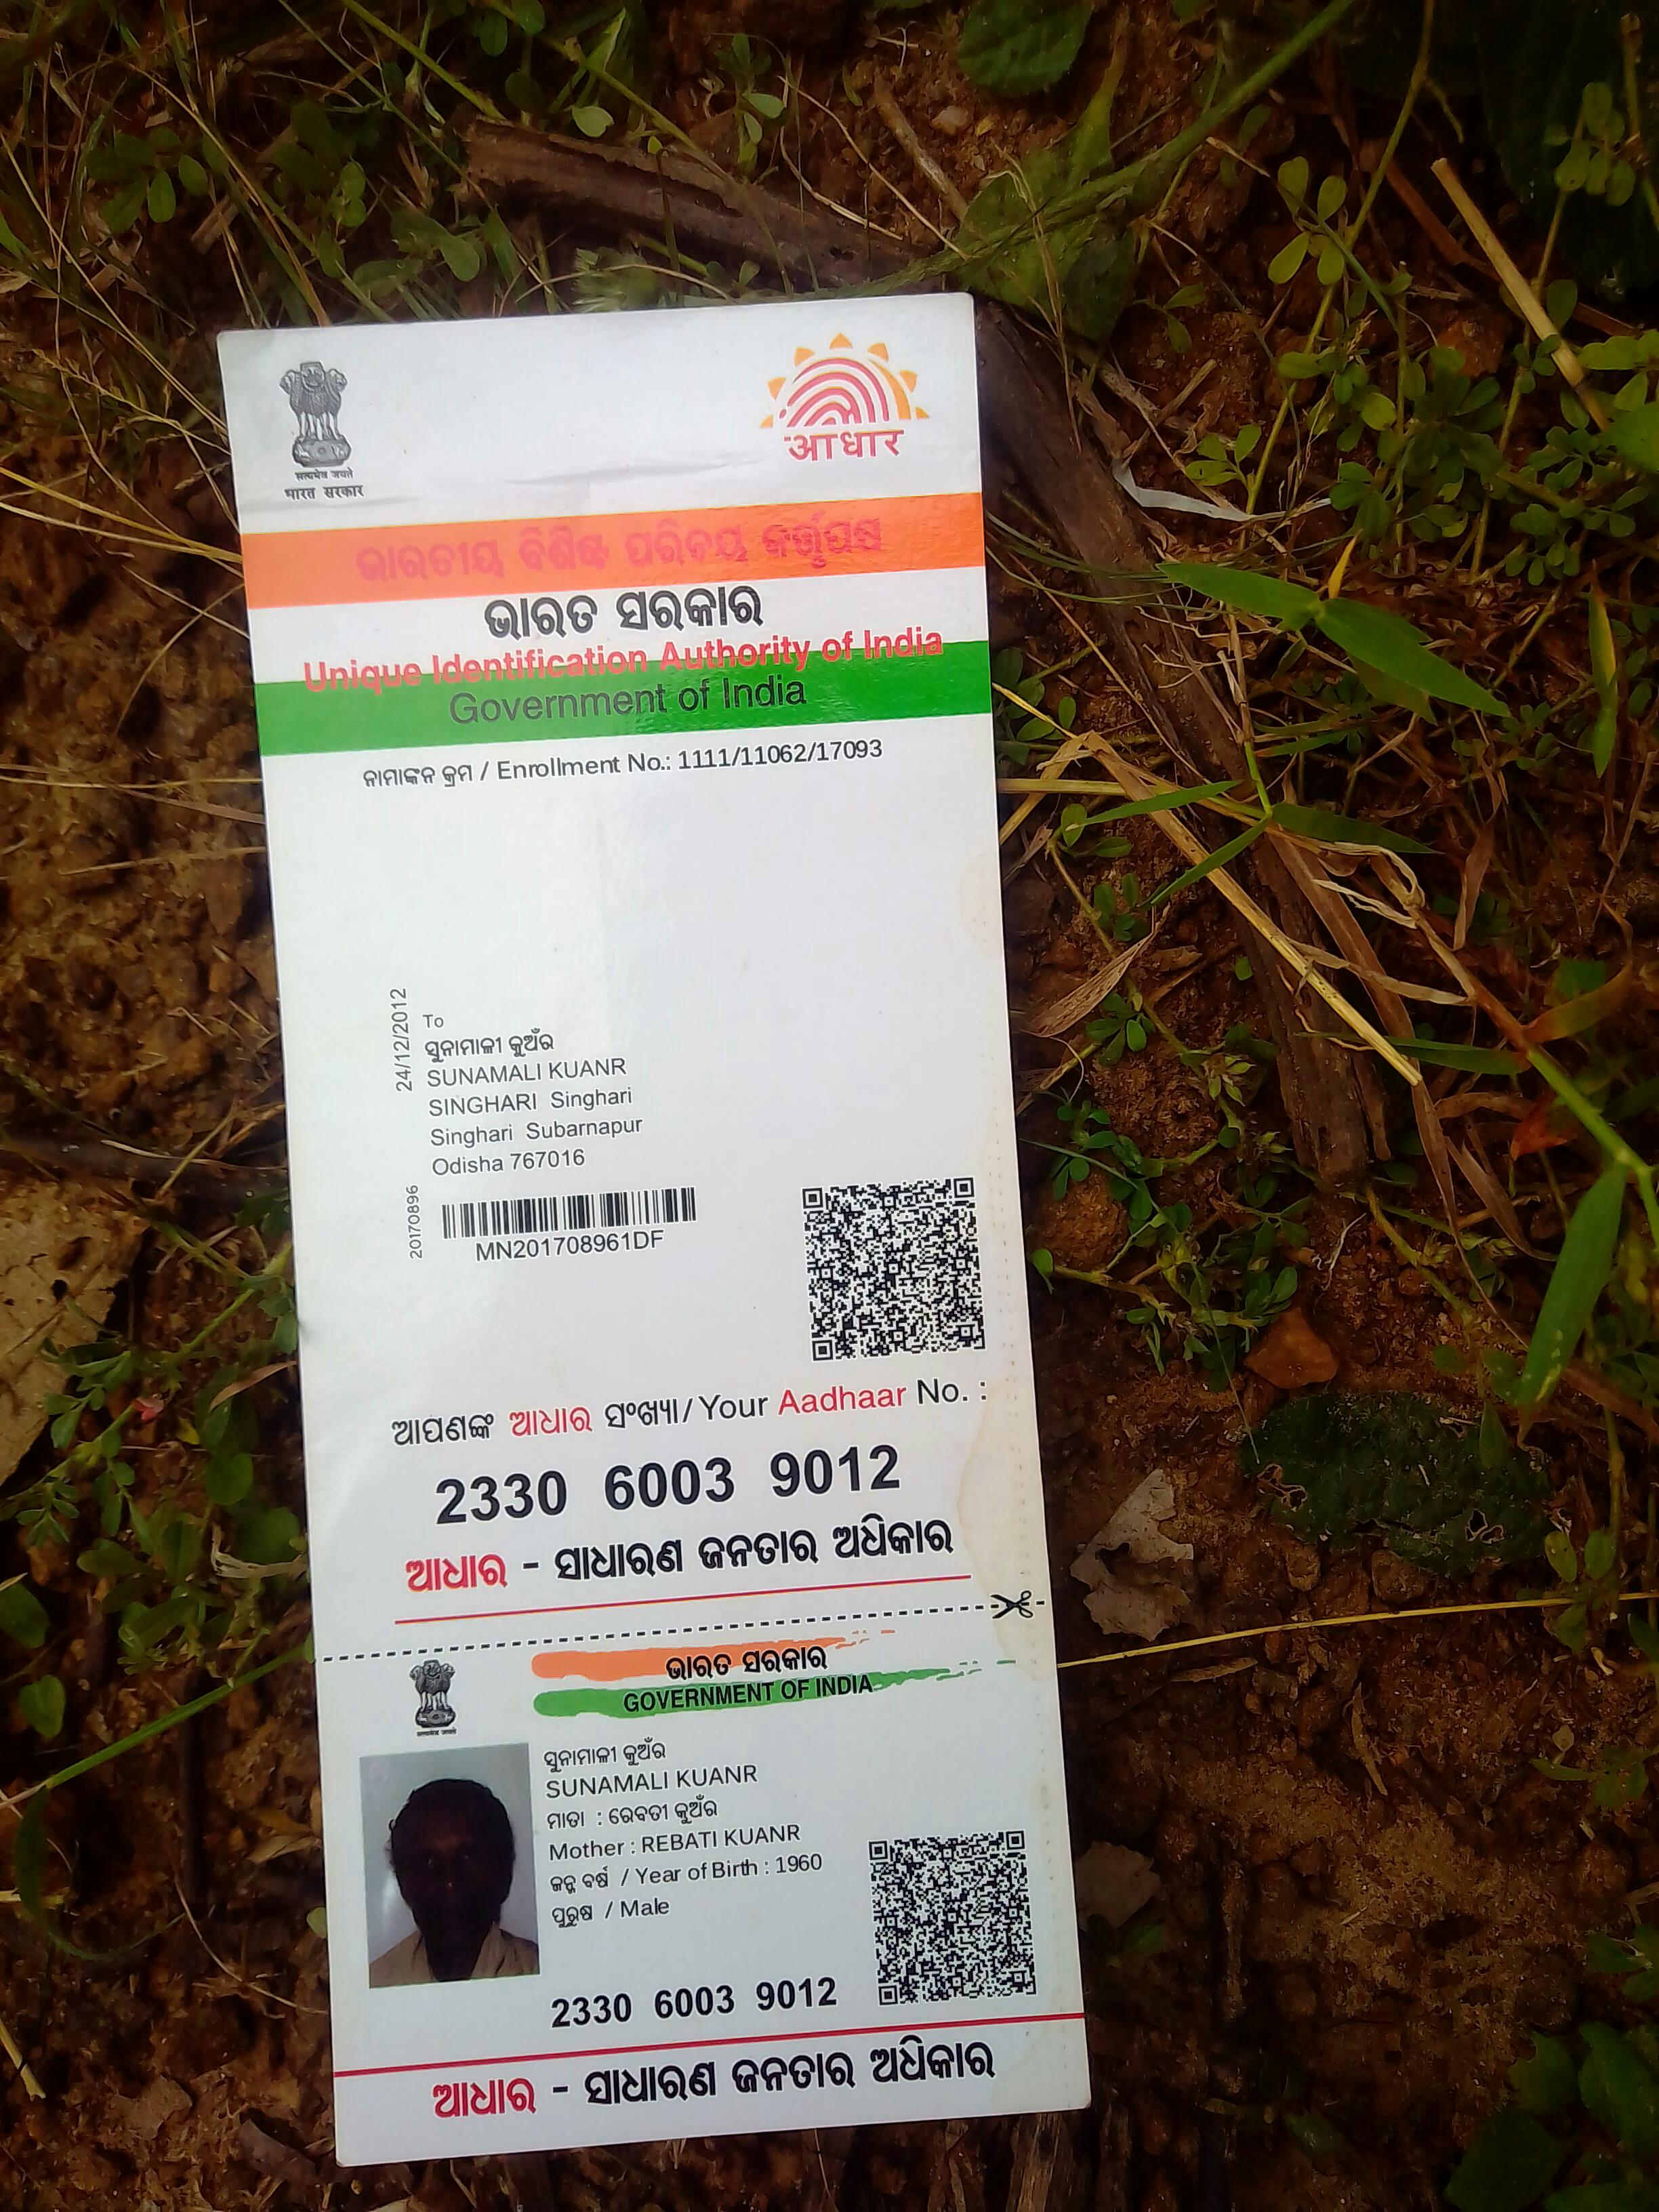 सत्यमेव जयते
भारत सरकार
आधार
ଭାରତୀୟ ବିଶିଷ୍ଟ ପରିଚୟ କର୍ତ୍ତୃପକ୍ଷ
ଭାରତ ସରକାର
Unique Identification Authority of India
Government of India
ନାମାଙ୍କନ କ୍ରମ / Enrollment No.: 1111/11062/17093
24/12/2012
To
ସୁନାମାଳୀ କୁଅଁର
SUNAMALI KUANR
SINGHARI Singhari
Singhari Subarnapur
Odisha 767016
20170896
MN201708961DF
ଆପଣଙ୍କ ଆଧାର ସଂଖ୍ୟା/ Your Aadhaar No. :
2330 6003 9012
ଆଧାର - ସାଧାରଣ ଜନତାର ଅଧିକାର
ଭାରତ ସରକାର
GOVERNMENT OF INDIA
सत्यमेव जयते
ସୁନାମାଳୀ କୁଅଁର
SUNAMALI KUANR
ମାତା : ରେବତୀ କୁଅଁର
Mother : REBATI KUANR
ଜନ୍ମ ବର୍ଷ / Year of Birth : 1960
ପୁରୁଷ / Male
2330 6003 9012
ଆଧାର - ସାଧାରଣ ଜନତାର ଅଧିକାର